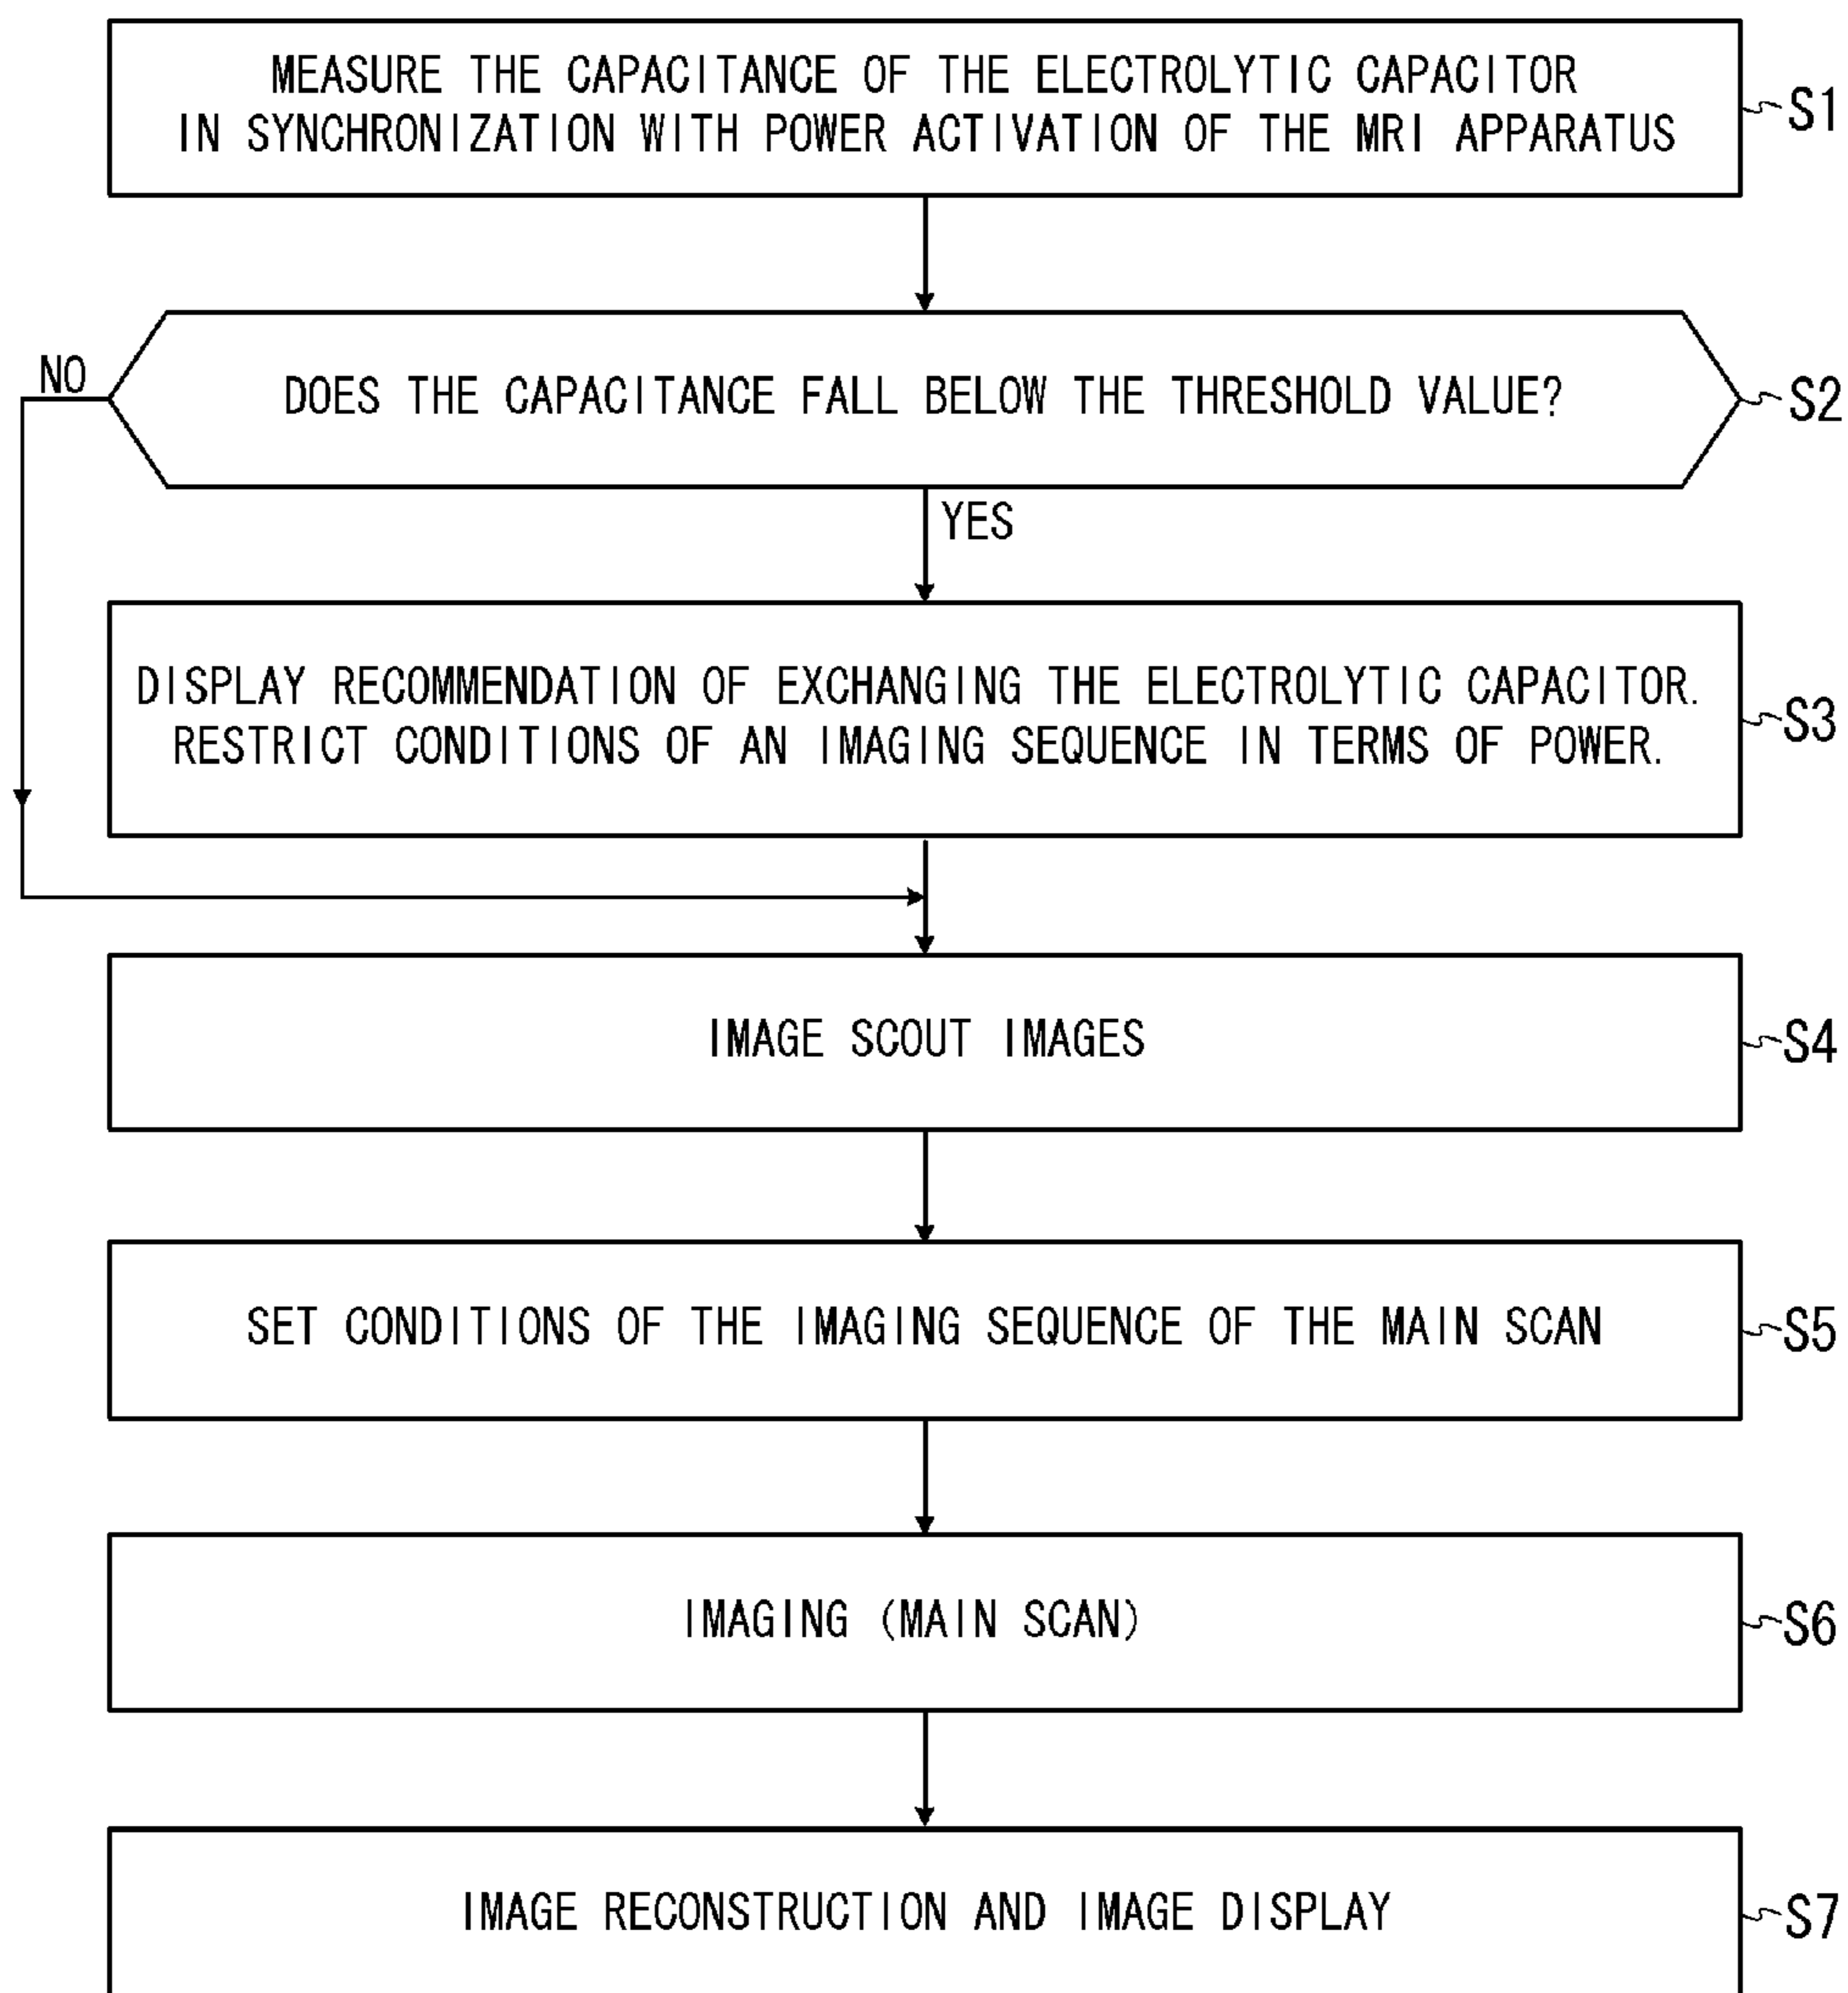 MEASURE THE CAPACITANCE OF THE ELECTROLYTIC CAPACITOR
IN SYNCHRONIZATION WITH POWER ACTIVATION OF THE MRI APPARATUS
S1
NO
DOES THE CAPACITANCE FALL BELOW THE THRESHOLD VALUE?
S2
YES
DISPLAY RECOMMENDATION OF EXCHANGING THE ELECTROLYTIC CAPACITOR.
RESTRICT CONDITIONS OF AN IMAGING SEQUENCE IN TERMS OF POWER.
S3
IMAGE SCOUT IMAGES
S4
SET CONDITIONS OF THE IMAGING SEQUENCE OF THE MAIN SCAN
S5
IMAGING (MAIN SCAN)
S6
IMAGE RECONSTRUCTION AND IMAGE DISPLAY
S7